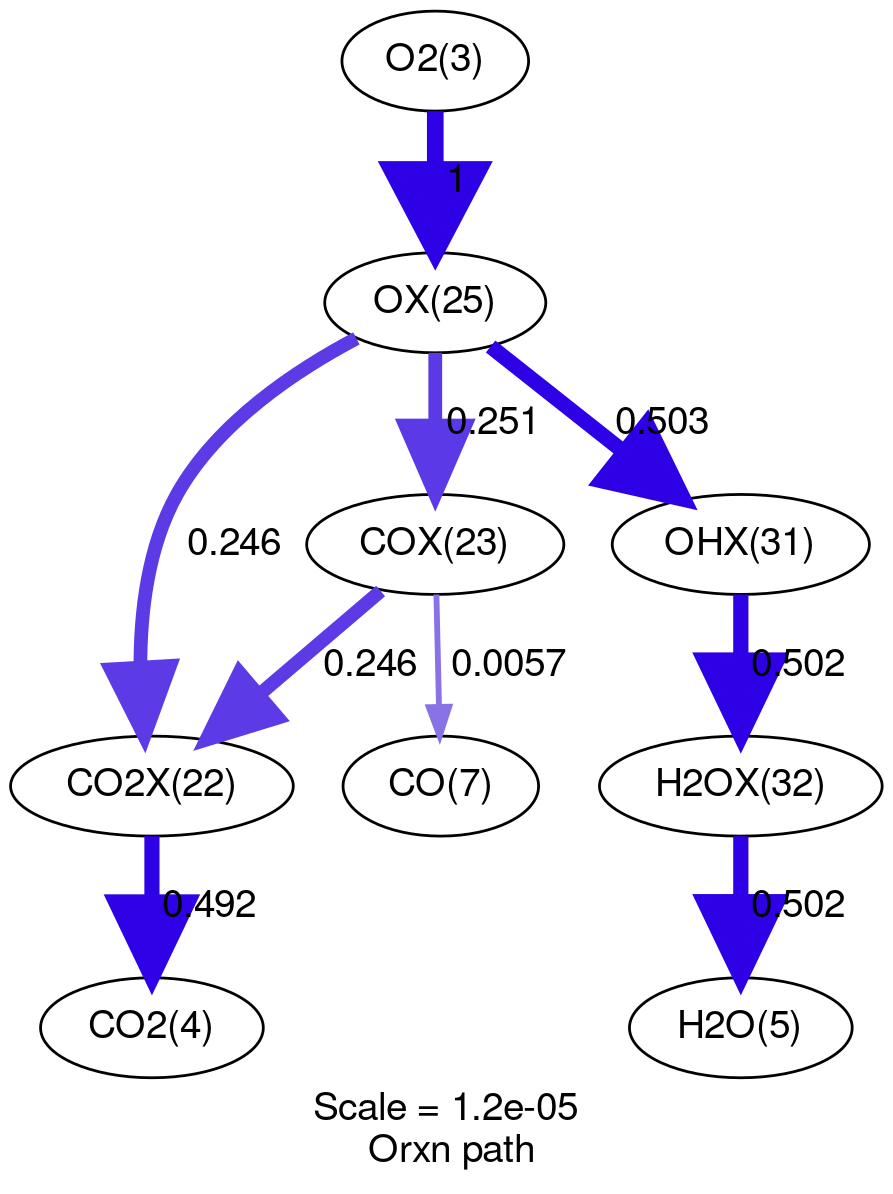 O2(3)
1
OX(25)
0.251
0.503
0.246
COX(23)
OHX(31)
0.246
0.0057
0.502
CO2X(22)
CO(7)
H2OX(32)
0.492
0.502
CO2(4)
H2O(5)
Scale = 1.2e-05
Orxn path